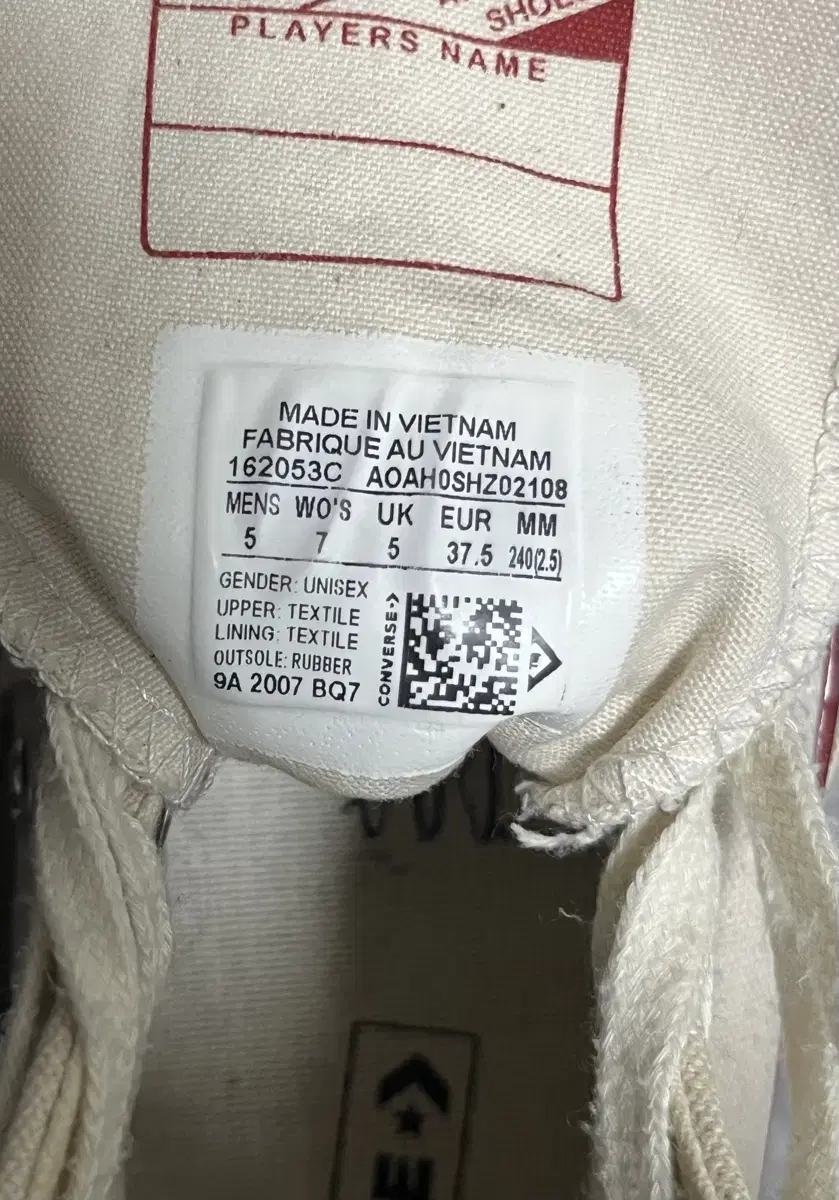 PLAYERS NAME
MADE IN VIETNAM
FABRIQUE AU VIETNAM
162053C AOAH0SHZ02108
MENS WO'S UK EUR MM
5 7 5 37.5 240(2.5)
GENDER: UNISEX
UPPER: TEXTILE
LINING: TEXTILE
OUTSOLE: RUBBER
9A 2007 BQ7
CONVERSE